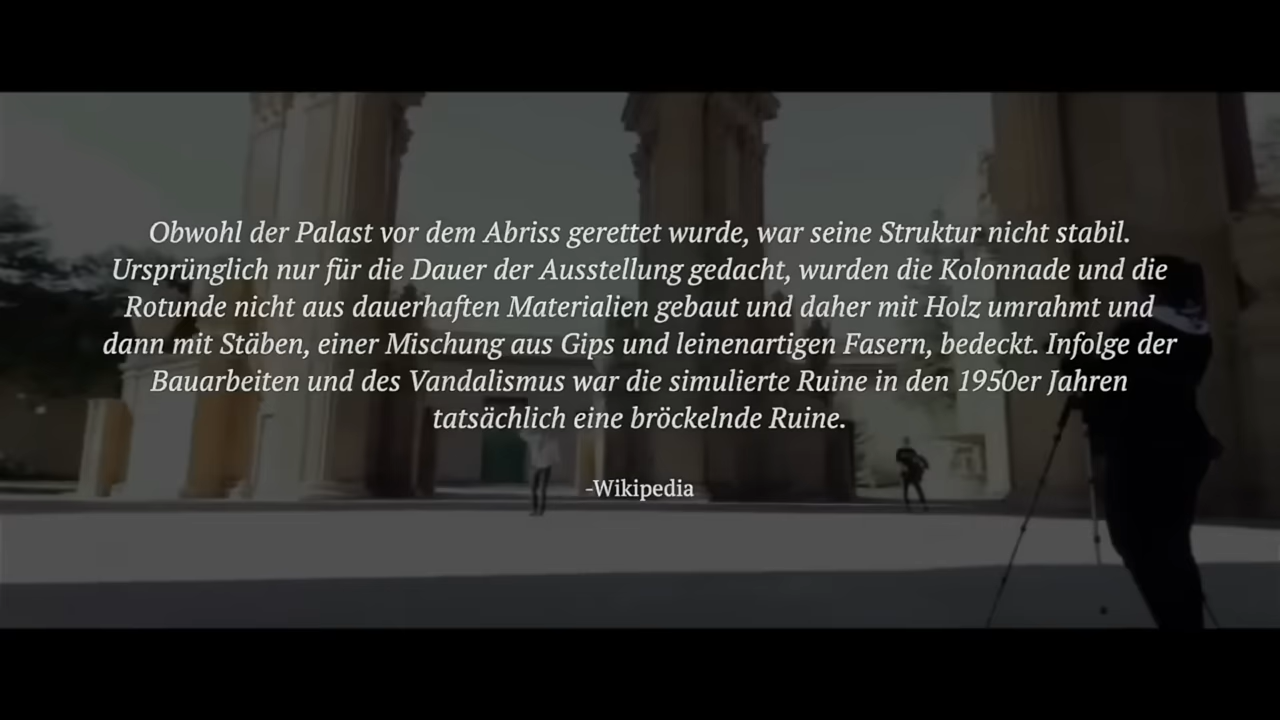 Obwohl der Palast vor dem Abriss gerettet wurde, war seine Struktur nicht stabil.
Ursprünglich nur für die Dauer der Ausstellung gedacht, wurden die Kolonnade und die
Rotunde nicht aus dauerhaften Materialien gebaut und daher mit Holz umrahmt und
dann mit Stäben, einer Mischung aus Gips und leinenartigen Fasern, bedeckt. Infolge der
Bauarbeiten und des Vandalismus war die simulierte Ruine in den 1950er Jahren
tatsächlich eine bröckelnde Ruine.
-Wikipedia